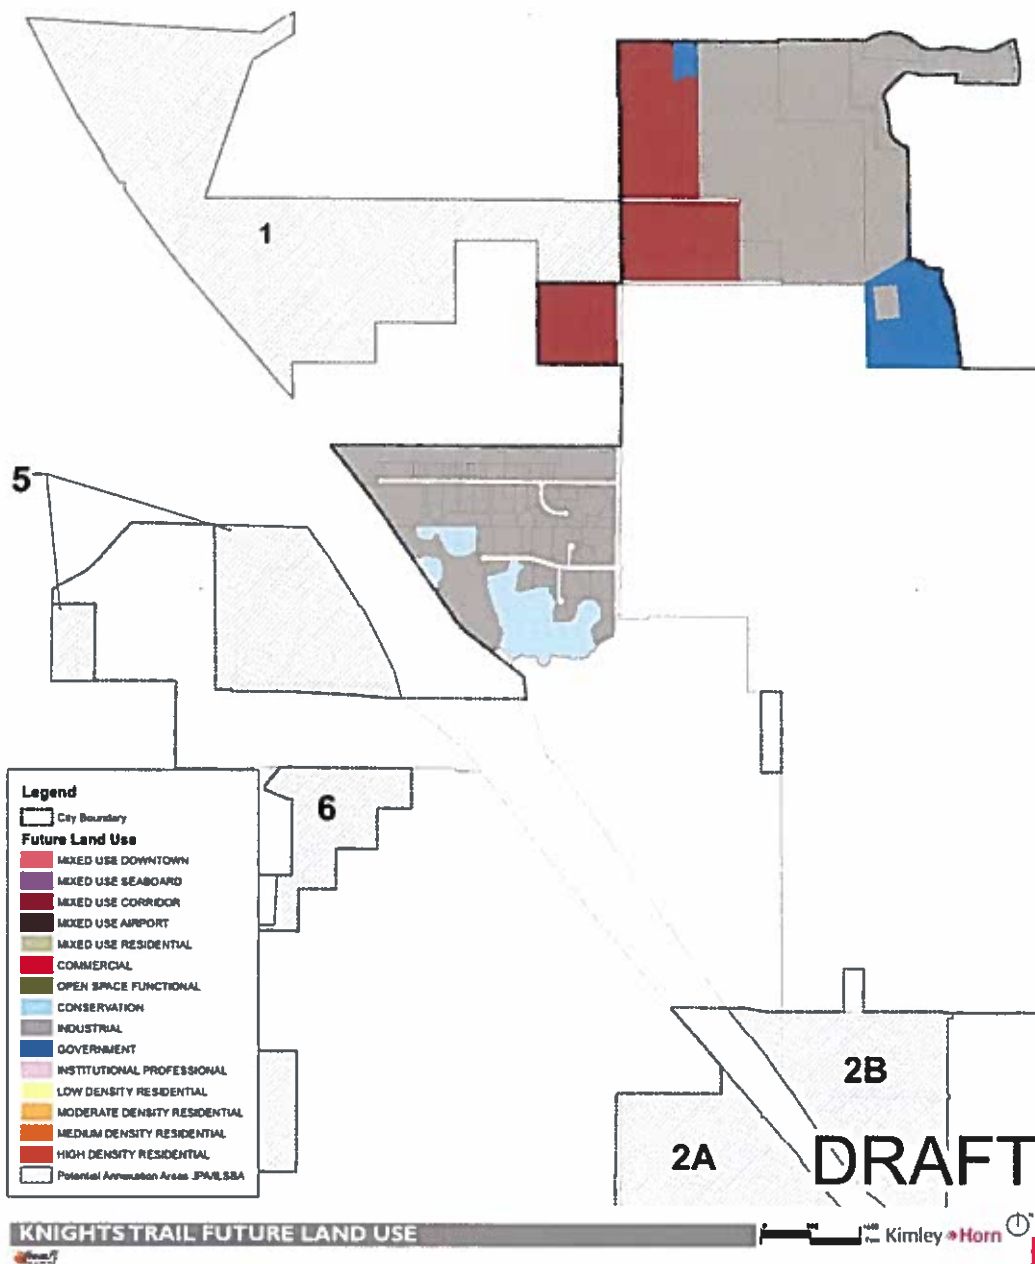 1
5
6
2B
2A
DRAFT
Legend
City Boundary
Future Land Use
MIXED USE DOWNTOWN
MIXED USE SEABOARD
MIXED USE CORRIDOR
MIXED USE AIRPORT
MIXED USE RESIDENTIAL
COMMERCIAL
OPEN SPACE FUNCTIONAL
CONSERVATION
INDUSTRIAL
GOVERNMENT
INSTITUTIONAL PROFESSIONAL
LOW DENSITY RESIDENTIAL
MODERATE DENSITY RESIDENTIAL
MEDIUM DENSITY RESIDENTIAL
HIGH DENSITY RESIDENTIAL
Potential Annexation Areas JPA/ILSBA
KNIGHTS TRAIL FUTURE LAND USE
Kimley Horn